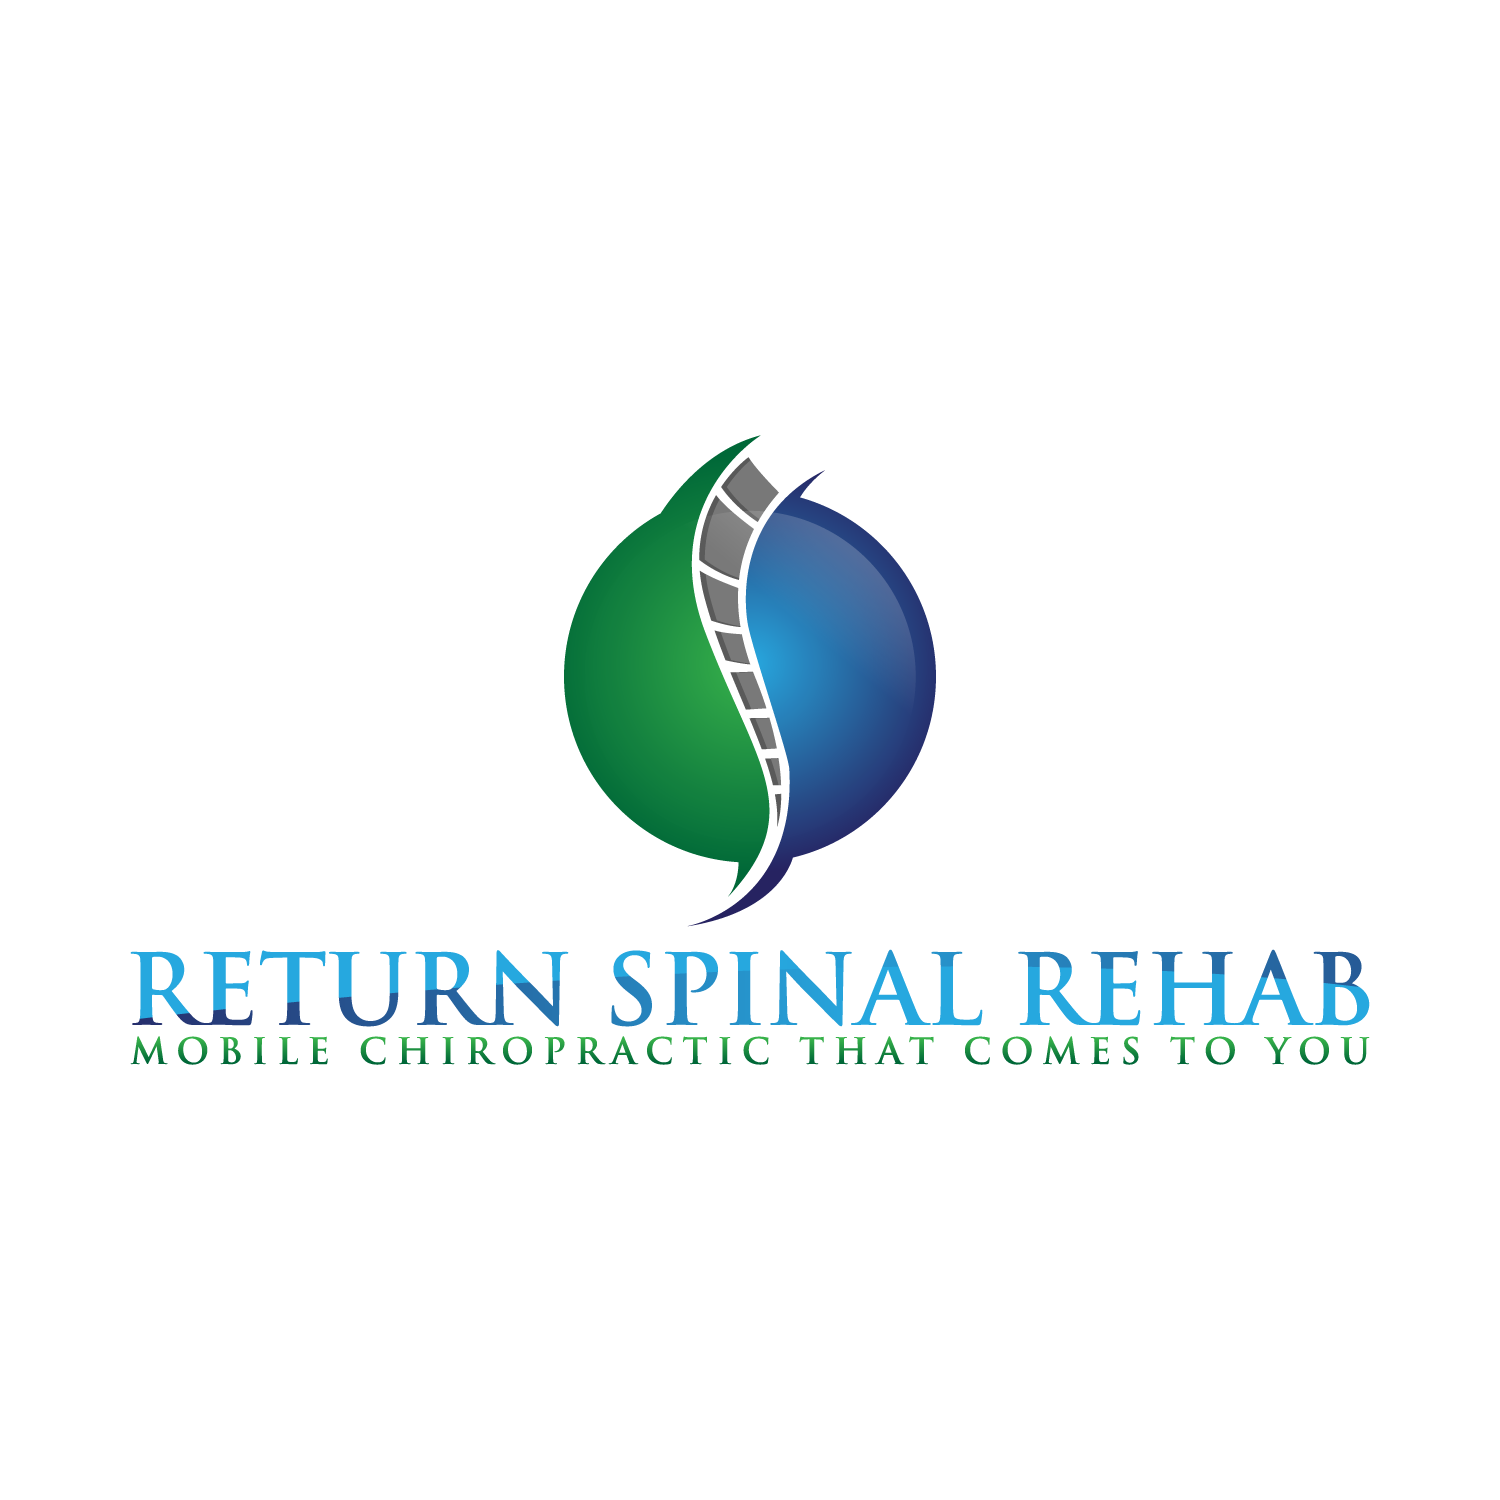 RETURN SPINAL REHAB
MOBILE CHIROPRACTIC THAT COMES TO YOU